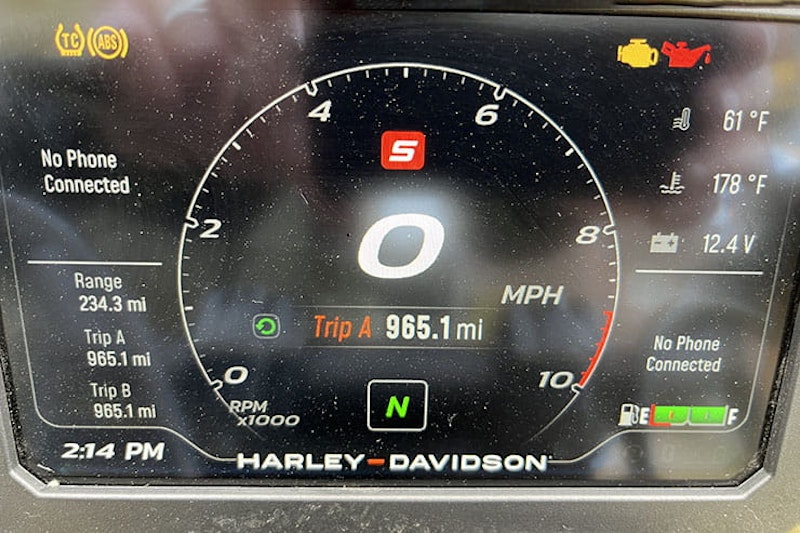 TC ABS
4 6
61 °F
S
No Phone
Connected
178 °F
0
2 8
12.4 V
MPH
Range
234.3 mi
Trip A 965.1 mi
Trip A
965.1 mi
No Phone
Connected
0 10
Trip B
965.1 mi
RPM
x1000
N
E F
2:14 PM
HARLEY-DAVIDSON